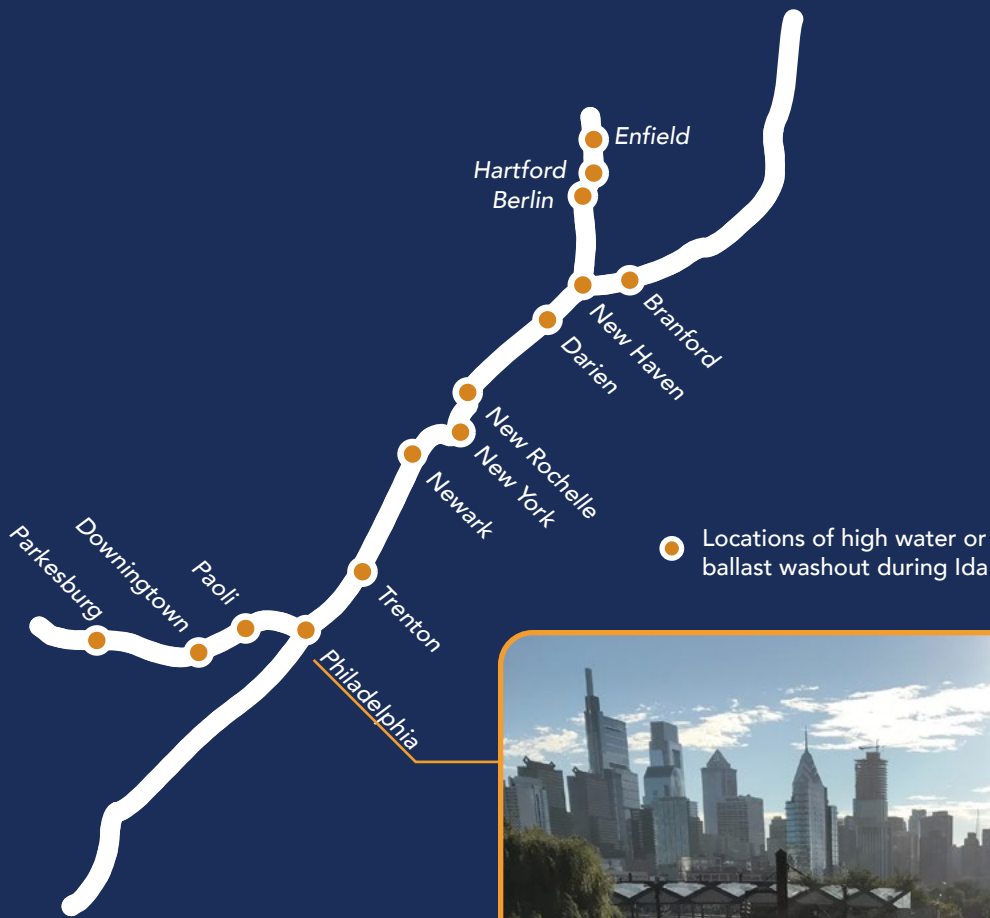 Enfield
Hartford
Berlin
Branford
New Haven
Darien
New Rochelle
New York
Newark
Locations of high water or
ballast washout during Ida
Parkesburg
Downingtown
Paoli
Trenton
Philadelphia